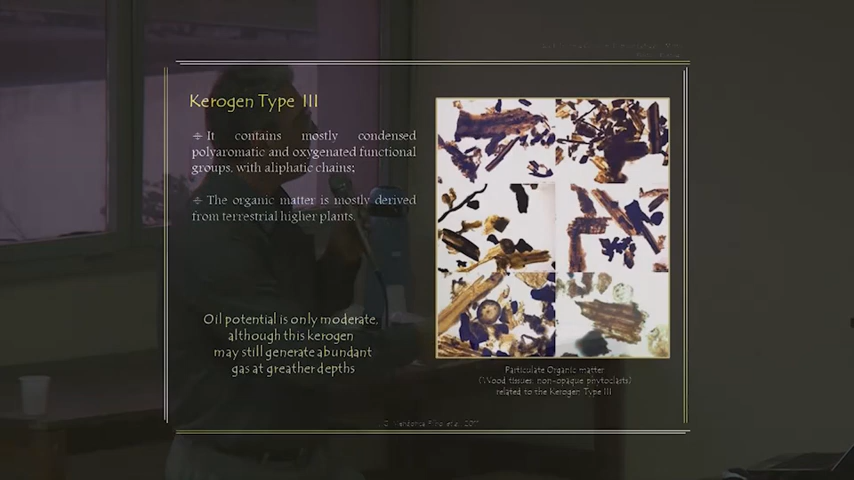 Kerogen Type III
÷ It contains mostly condensed
polyaromatic and oxygenated functional
groups, with aliphatic chains;
÷ The organic matter is mostly derived
from terrestrial higher plants.
Oil potential is only moderate,
although this kerogen
may still generate abundant
gas at greather depths
Particulate Organic matter
(Wood tissues, non-opaque phytoclasts)
related to the Kerogen Type III